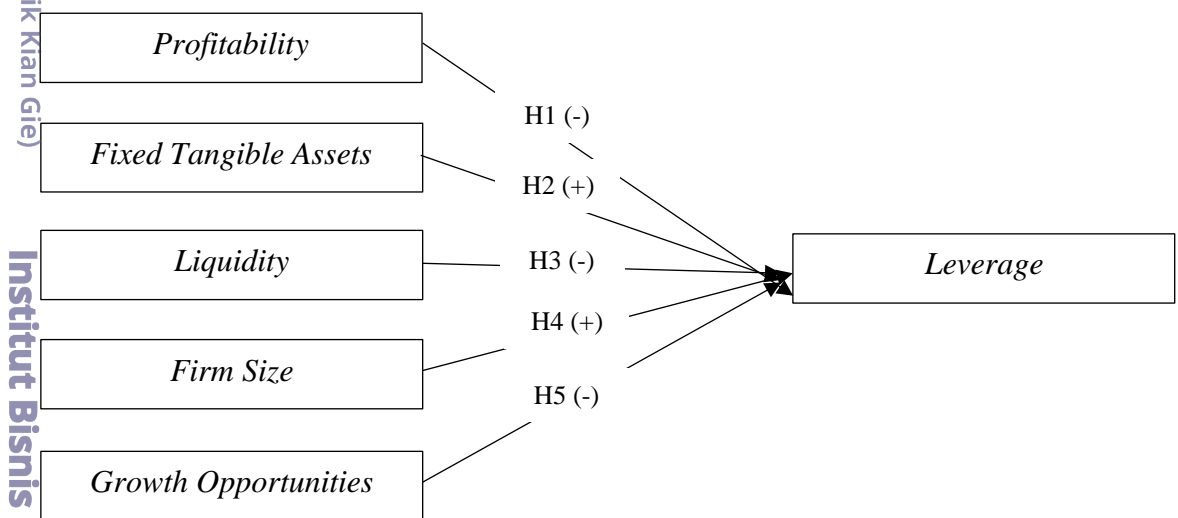 Profitability
H1 (-)
Fixed Tangible Assets
H2 (+)
Liquidity
H3 (-)
Leverage
H4 (+)
Firm Size
H5 (-)
Growth Opportunities
Kian Gie)
Institut Bisnis